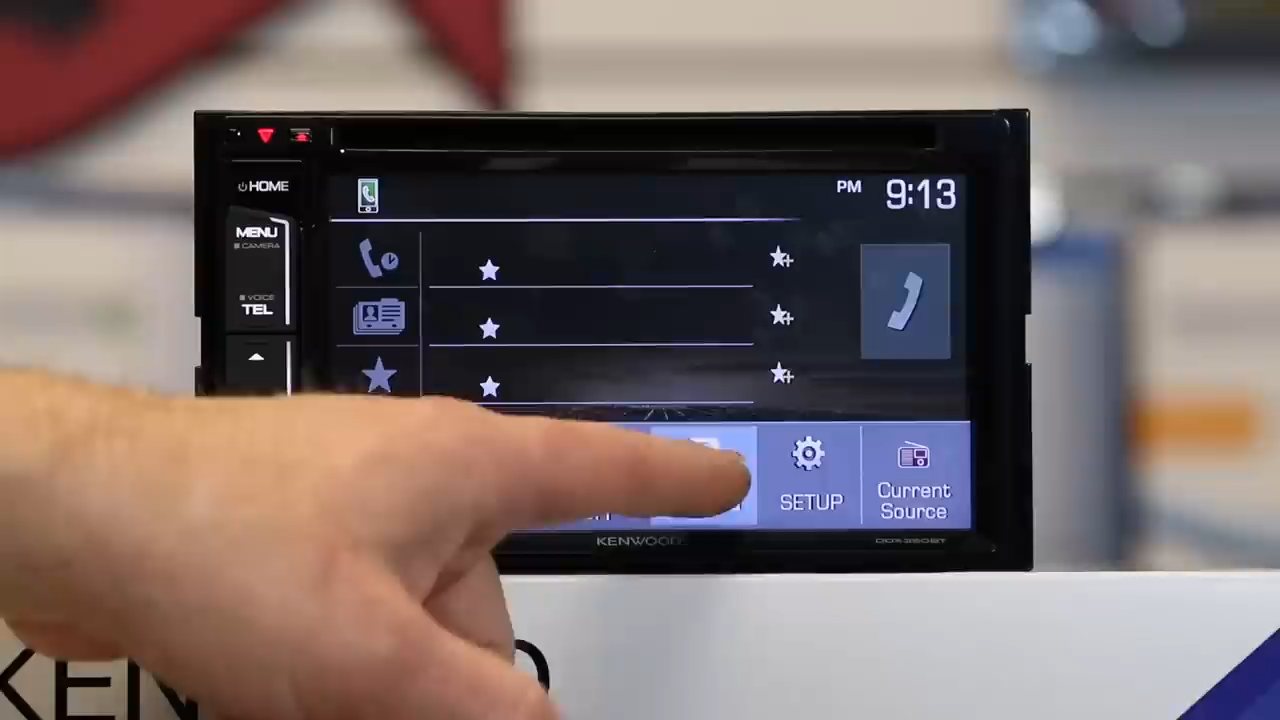 HOME
MENU
CAMERA
VOICE
TEL
PM 9:13
SETUP
Current
Source
KENWOOD